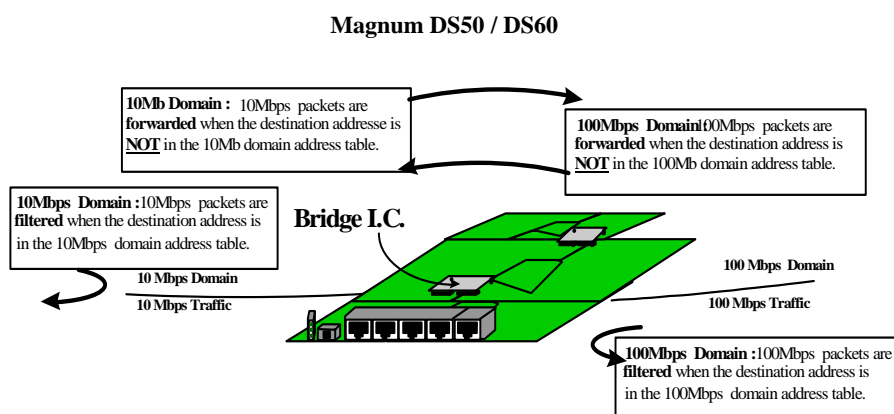 Magnum DS50 / DS60
10Mb Domain : 10Mbps packets are
forwarded when the destination addresse is
NOT in the 10Mb domain address table.
100Mbps Domain : 100Mbps packets are
forwarded when the destination address is
NOT in the 100Mb domain address table.
10Mbps Domain :10Mbps packets are
filtered when the destination address is
in the 10Mbps domain address table.
Bridge I.C.
10 Mbps Domain
10 Mbps Traffic
100 Mbps Domain
100 Mbps Traffic
100Mbps Domain :100Mbps packets are
filtered when the destination address is
in the 100Mbps domain address table.